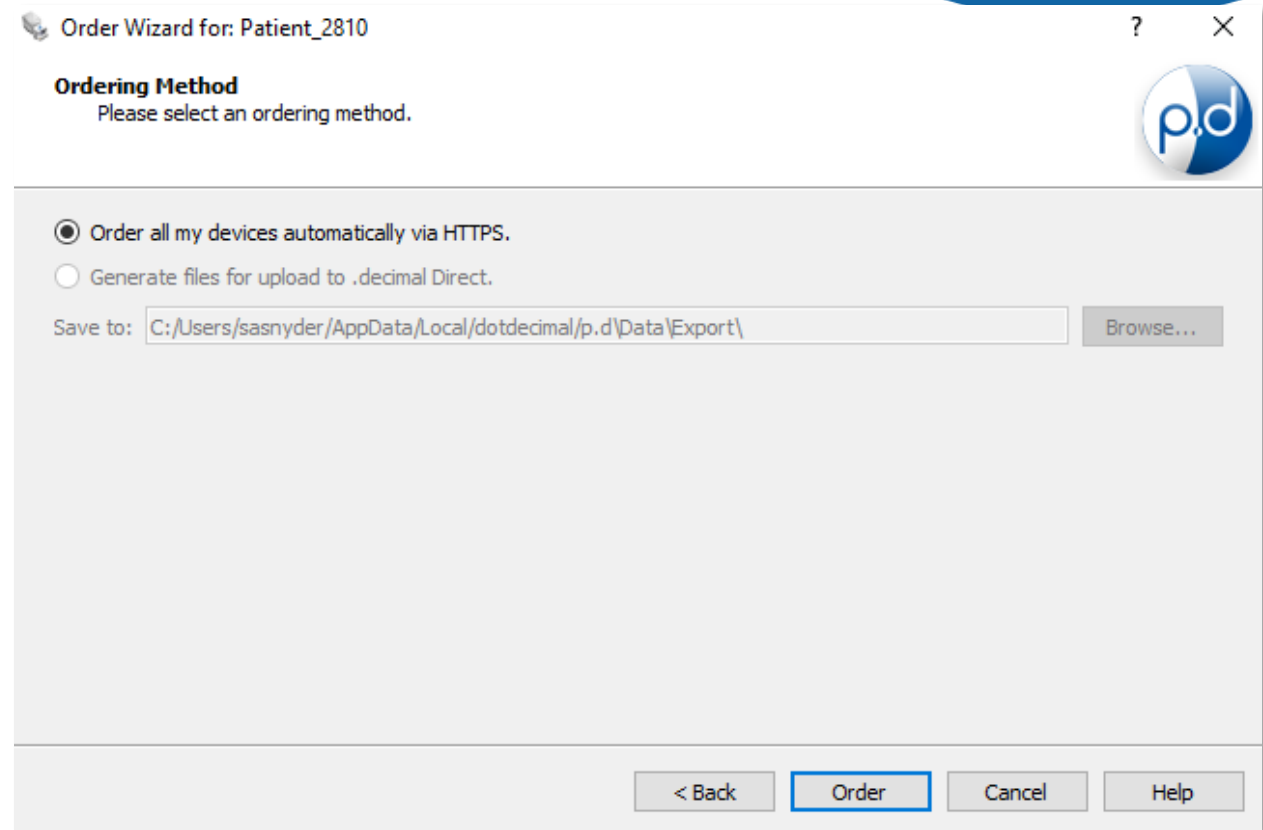 Order Wizard for: Patient_2810
?
Ordering Method
Please select an ordering method.
p.d
Order all my devices automatically via HTTPS.
Generate files for upload to .decimal Direct.
Save to: C:/Users/sasnyder/AppData/Local/dotdecimal/p.d\Data\Export\ Browse...
< Back Order Cancel Help